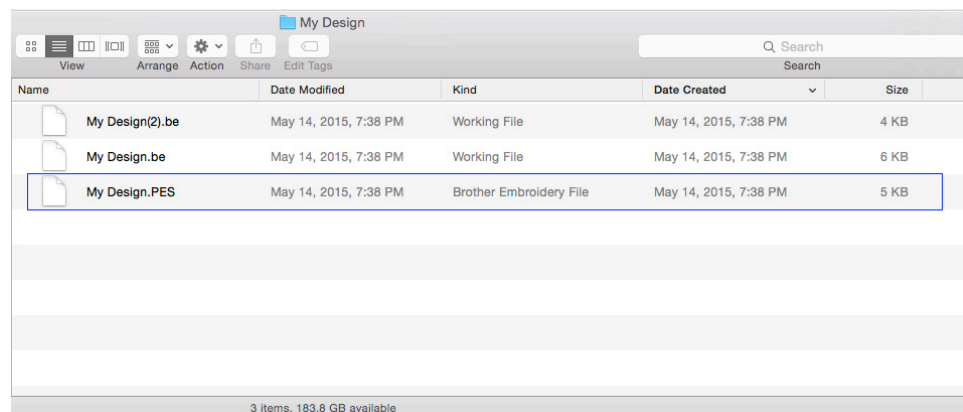 My Design
View Arrange Action Share Edit Tags Search
Search
Name Date Modified Kind Date Created Size
My Design(2).be May 14, 2015, 7:38 PM Working File May 14, 2015, 7:38 PM 4 KB
My Design.be May 14, 2015, 7:38 PM Working File May 14, 2015, 7:38 PM 6 KB
My Design.PES May 14, 2015, 7:38 PM Brother Embroidery File May 14, 2015, 7:38 PM 5 KB
3 items, 183.8 GB available